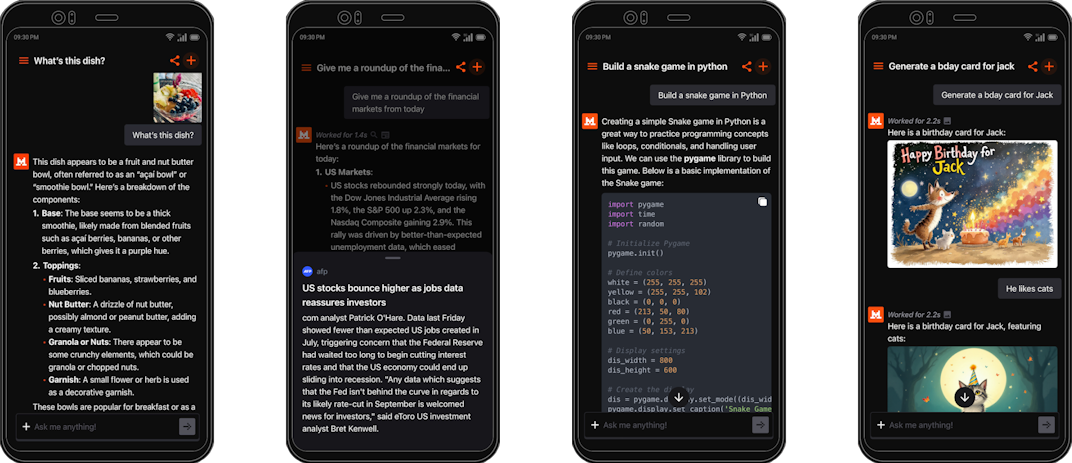 09:30 PM
What's this dish?
What's this dish?
This dish appears to be a fruit and nut butter
bowl, often referred to as an "açaí bowl" or
"smoothie bowl." Here's a breakdown of the
components:
1. Base: The base seems to be a thick
smoothie, likely made from blended fruits
such as açaí berries, bananas, or other
berries, which gives it a purple hue.
2. Toppings:
• Fruits: Sliced bananas, strawberries, and
blueberries.
• Nut Butter: A drizzle of nut butter,
possibly almond or peanut butter, adding
a creamy texture.
• Granola or Nuts: There appear to be
some crunchy elements, which could be
granola or chopped nuts.
• Garnish: A small flower or herb is used
as a decorative garnish.
These bowls are popular for breakfast or as a
Ask me anything!
09:30 PM
Give me a roundup of the fina...
Give me a roundup of the financial
markets from today
Worked for 1.4s
Here's a roundup of the financial markets for
today:
1. US Markets:
• US stocks rebounded strongly today, with
the Dow Jones Industrial Average rising
1.8%, the S&P 500 up 2.3%, and the
Nasdaq Composite gaining 2.9%. This
rally was driven by better-than-expected
unemployment data, which eased
AFP
afp
US stocks bounce higher as jobs data
reassures investors
com analyst Patrick O'Hare. Data last Friday
showed fewer than expected US jobs created in
July, triggering concern that the Federal Reserve
had waited too long to begin cutting interest
rates and that the US economy could end up
sliding into recession. "Any data which suggests
that the Fed isn't behind the curve in regards to
its likely rate-cut in September is welcomed
news for investors," said eToro US investment
analyst Bret Kenwell.
09:30 PM
Build a snake game in python
Build a snake game in Python
Creating a simple Snake game in Python is a
great way to practice programming concepts
like loops, conditionals, and handling user
input. We can use the pygame library to build
this game. Below is a basic implementation of
the Snake game:
import pygame
import time
import random
# Initialize Pygame
pygame.init()
# Define colors
white = (255, 255, 255)
yellow = (255, 255, 102)
black = (0, 0, 0)
red = (213, 50, 80)
green = (0, 255, 0)
blue = (50, 153, 213)
# Display settings
dis_width = 800
dis_height = 600
# Create the display
dis = pygame.display.set_mode((dis_wid
pygame.display.set_caption('Snake Game
Ask me anything!
09:30 PM
Generate a bday card for jack
Generate a bday card for Jack
Worked for 2.2s
Here is a birthday card for Jack:
Happy Birthday for
Jack
He likes cats
Worked for 2.2s
Here is a birthday card for Jack, featuring
cats:
Ask me anything!